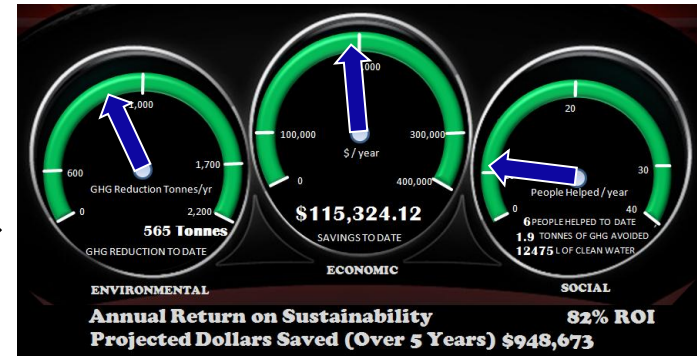 1,000
600
1,700
GHG Reduction Tonnes/yr
0
2,200
565 Tonnes
GHG REDUCTION TO DATE
ENVIRONMENTAL
000
100,000
300,000
$ / year
0
400,000
$115,324.12
SAVINGS TO DATE
ECONOMIC
20
30
People Helped / year
0
40
6 PEOPLE HELPED TO DATE
1.9 TONNES OF GHG AVOIDED
12475 L OF CLEAN WATER
SOCIAL
Annual Return on Sustainability 82% ROI
Projected Dollars Saved (Over 5 Years) $948,673